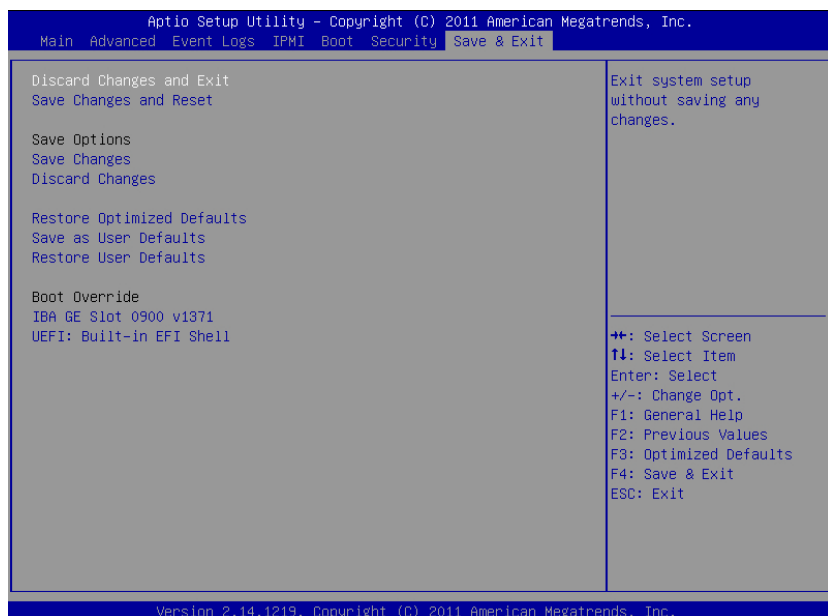 Aptio Setup Utility – Copyright (C) 2011 American Megatrends, Inc.
Main Advanced Event Logs IPMI Boot Security Save & Exit
Discard Changes and Exit
Save Changes and Reset
Save Options
Save Changes
Discard Changes
Restore Optimized Defaults
Save as User Defaults
Restore User Defaults
Boot Override
IBA GE Slot 0900 v1371
UEFI: Built-in EFI Shell
Exit system setup
without saving any
changes.
→←: Select Screen
↑↓: Select Item
Enter: Select
+/-: Change Opt.
F1: General Help
F2: Previous Values
F3: Optimized Defaults
F4: Save & Exit
ESC: Exit
Version 2.14.1219. Copyright (C) 2011 American Megatrends, Inc.